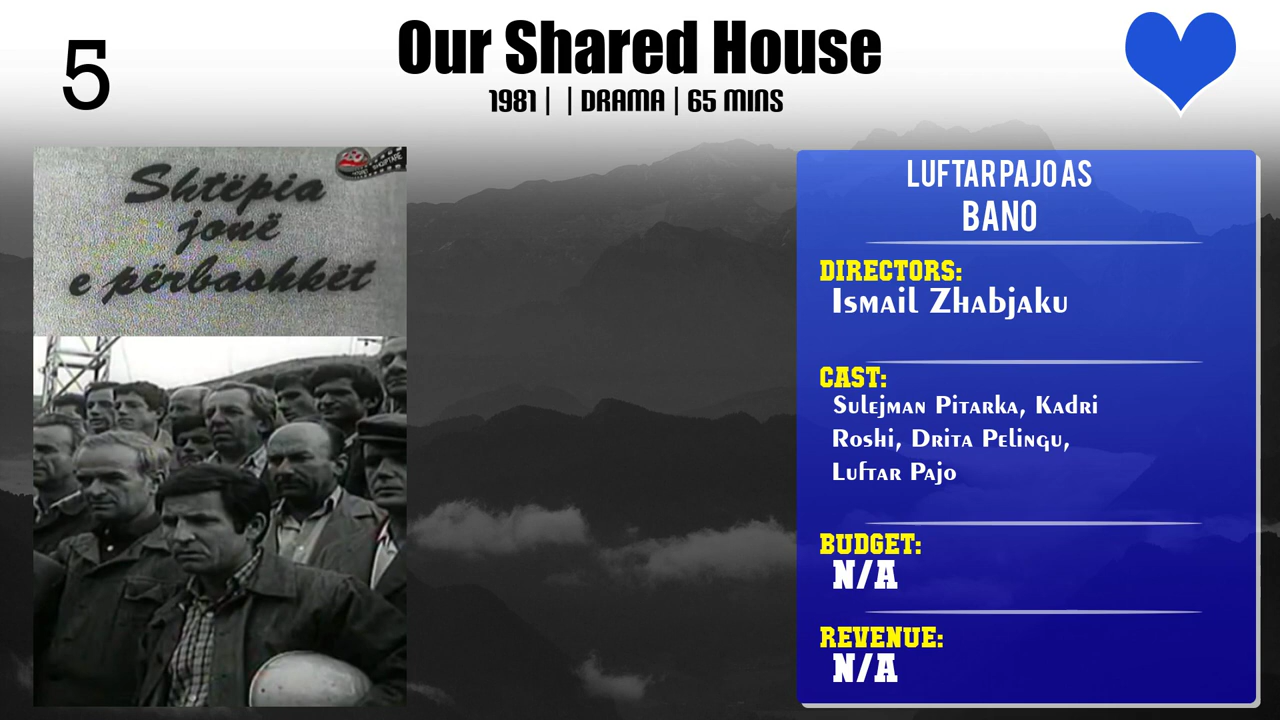 5
Our Shared House
1981 | | DRAMA | 65 MINS
Shtëpia
jonë
e përbashkët
LUFTAR PAJO AS
BANO
DIRECTORS:
Ismail Zhabjaku
CAST:
Sulejman Pitarka, Kadri
Roshi, Drita Pelingu,
Luftar Pajo
BUDGET:
N/A
REVENUE:
N/A